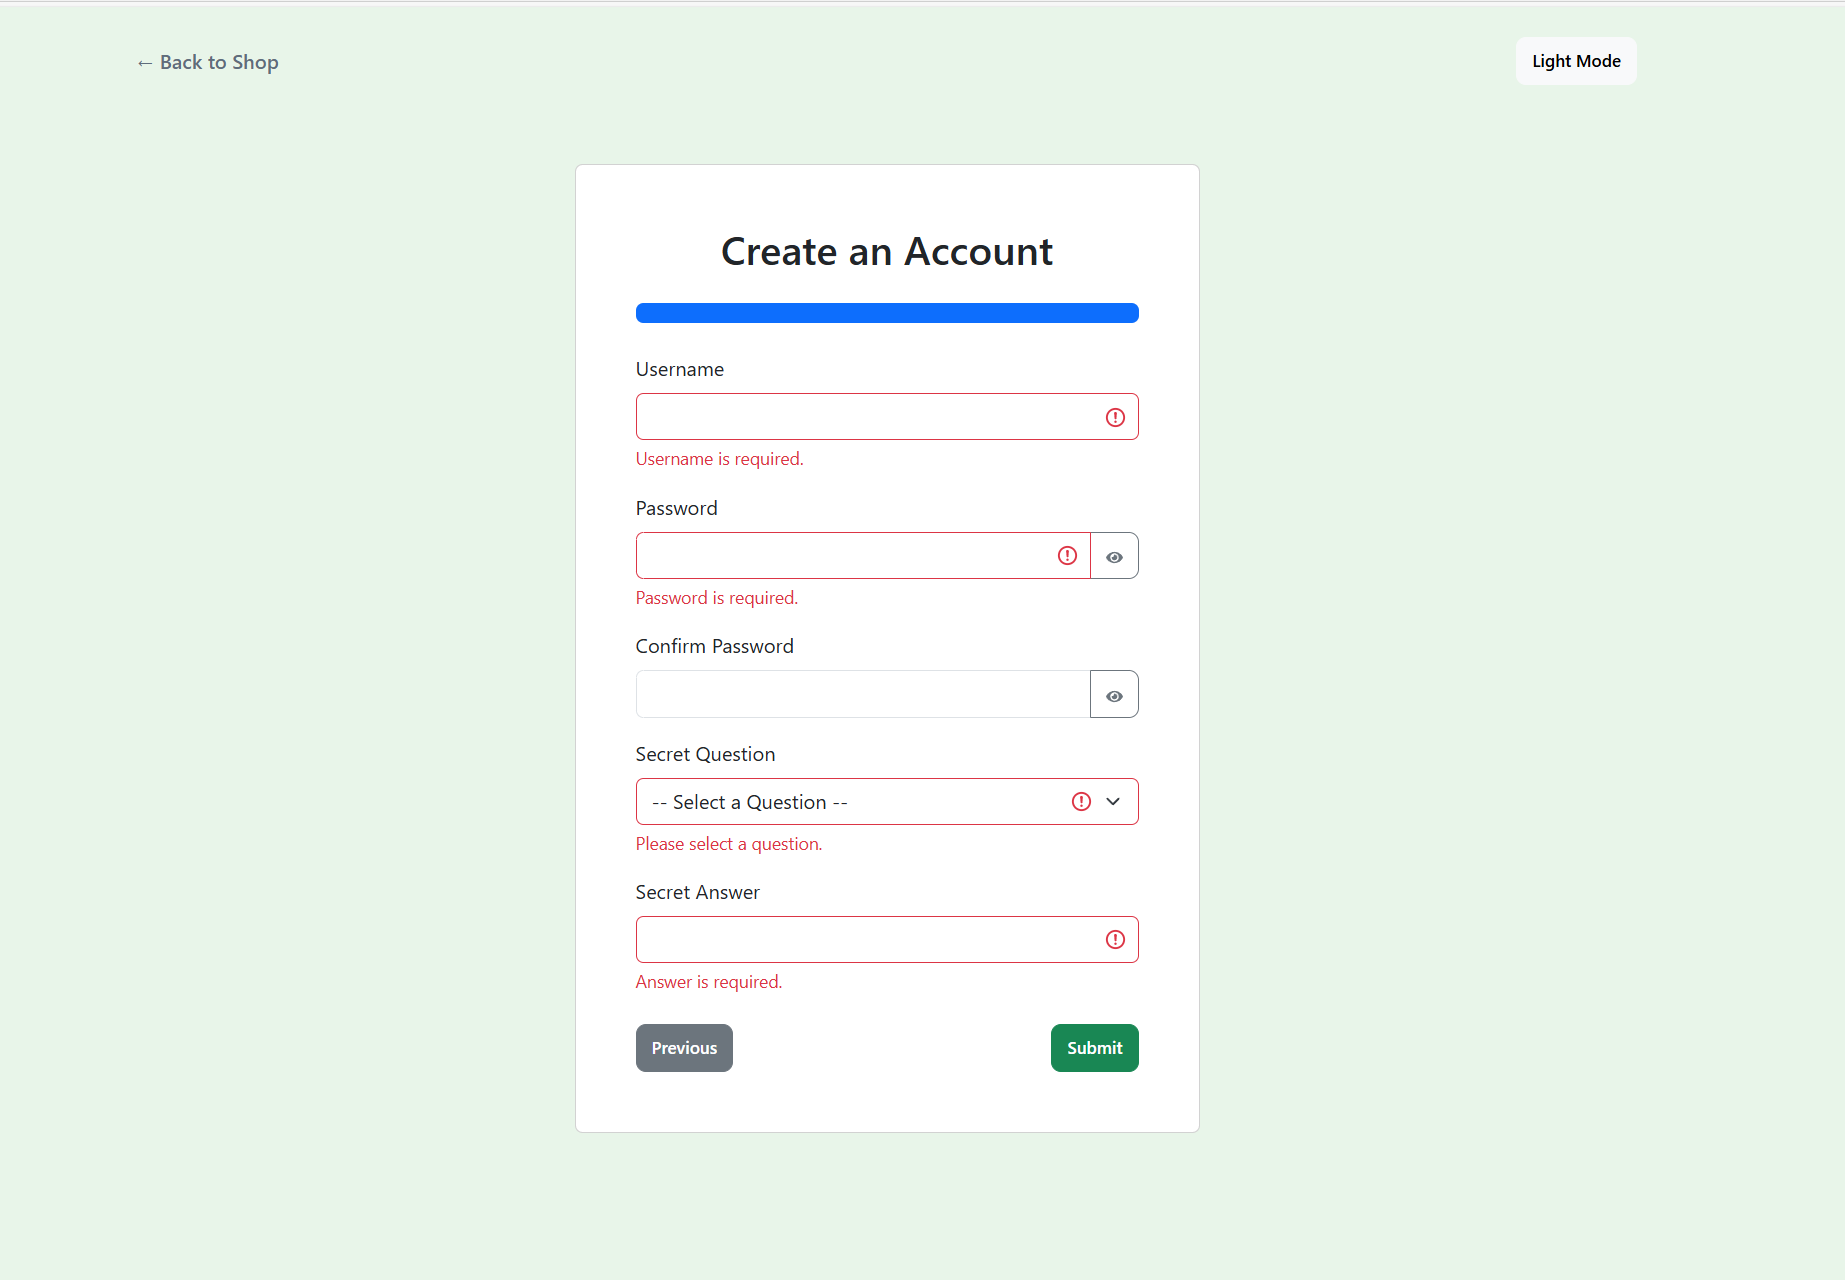 ← Back to Shop
Light Mode
Create an Account
Username
Username is required.
Password
Password is required.
Confirm Password
Secret Question
-- Select a Question --
Please select a question.
Secret Answer
Answer is required.
Previous
Submit